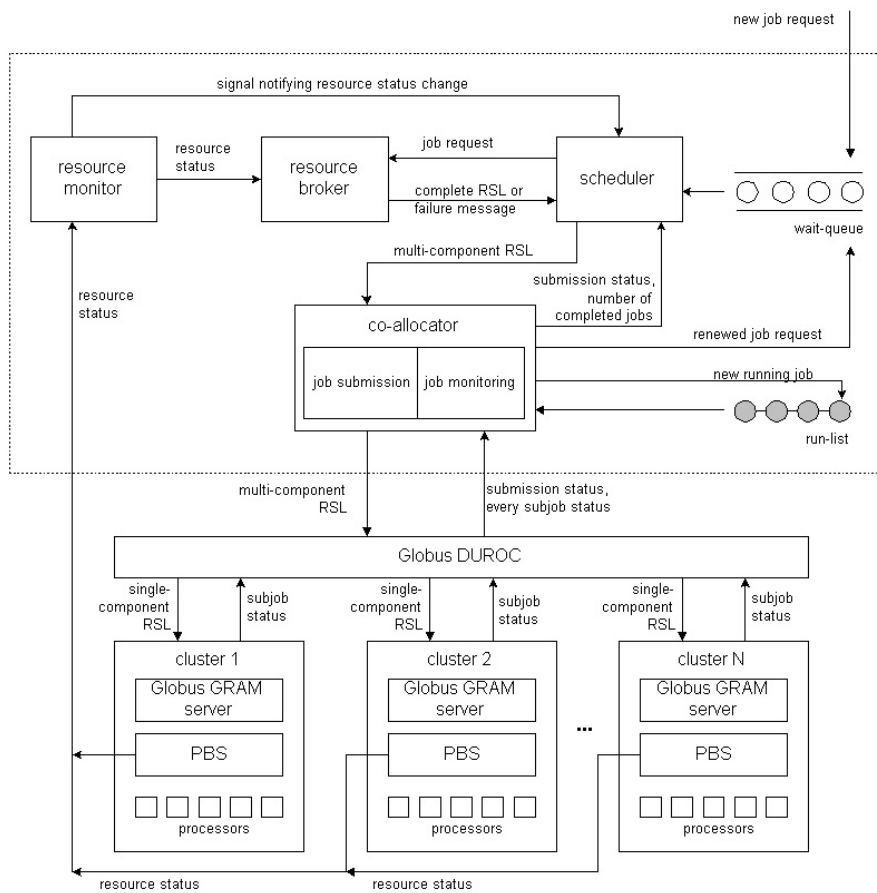 new job request
signal notifying resource status change
resource
monitor
resource
status
resource
broker
job request
complete RSL or
failure message
scheduler
wait-queue
multi-component
RSL
submission status,
number of
completed jobs
resource
status
co-allocator
job submission
job monitoring
renewed job request
new running job
run-list
multi-component
RSL
submission status,
every subjob status
Globus DUROC
single-
component
RSL
subjob
status
single-
component
RSL
subjob
status
single-
component
RSL
subjob
status
cluster 1
Globus GRAM
server
PBS
processors
cluster 2
Globus GRAM
server
PBS
processors
...
cluster N
Globus GRAM
server
PBS
processors
resource status
resource status